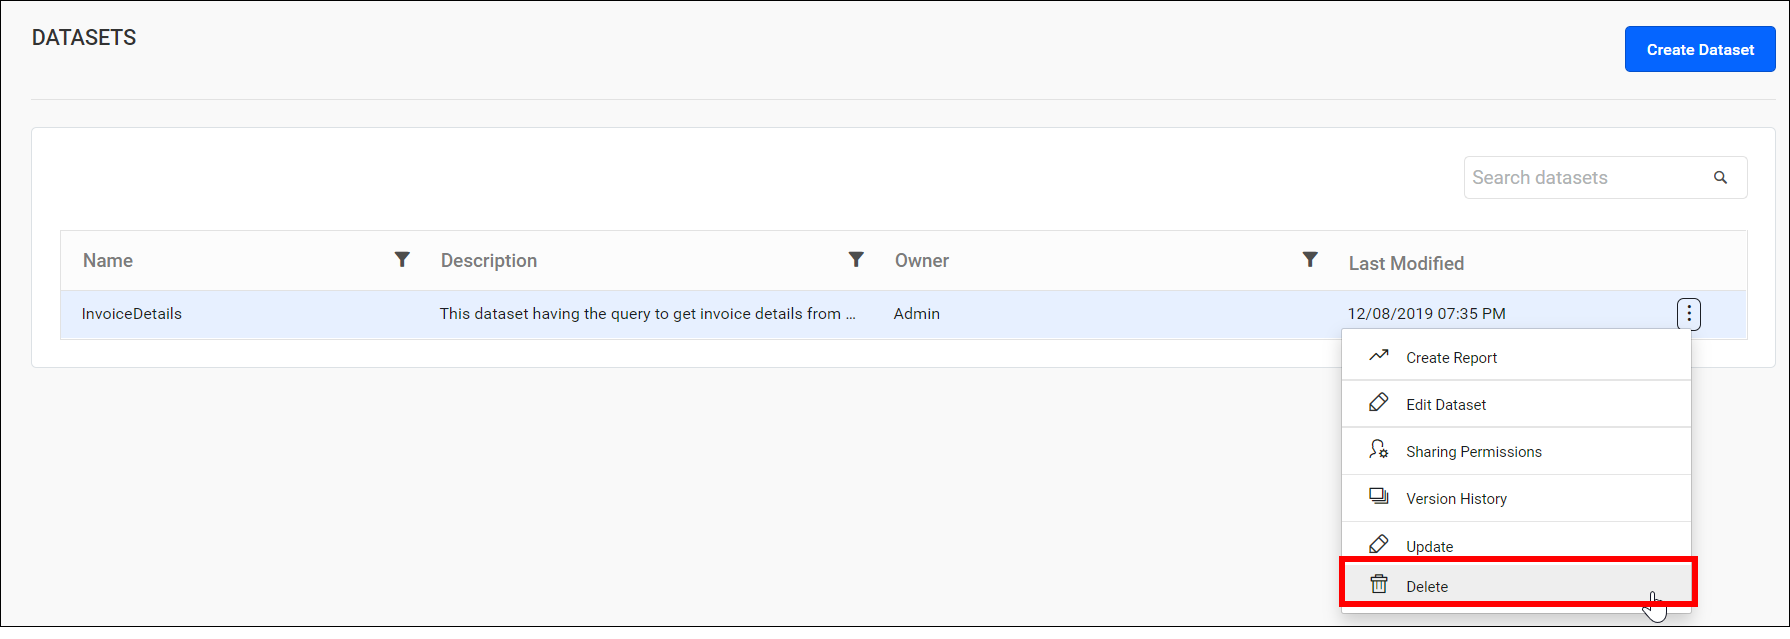 DATASETS
Create Dataset
Search datasets
Name Description Owner Last Modified
InvoiceDetails This dataset having the query to get invoice details from ... Admin 12/08/2019 07:35 PM
Create Report
Edit Dataset
Sharing Permissions
Version History
Update
Delete